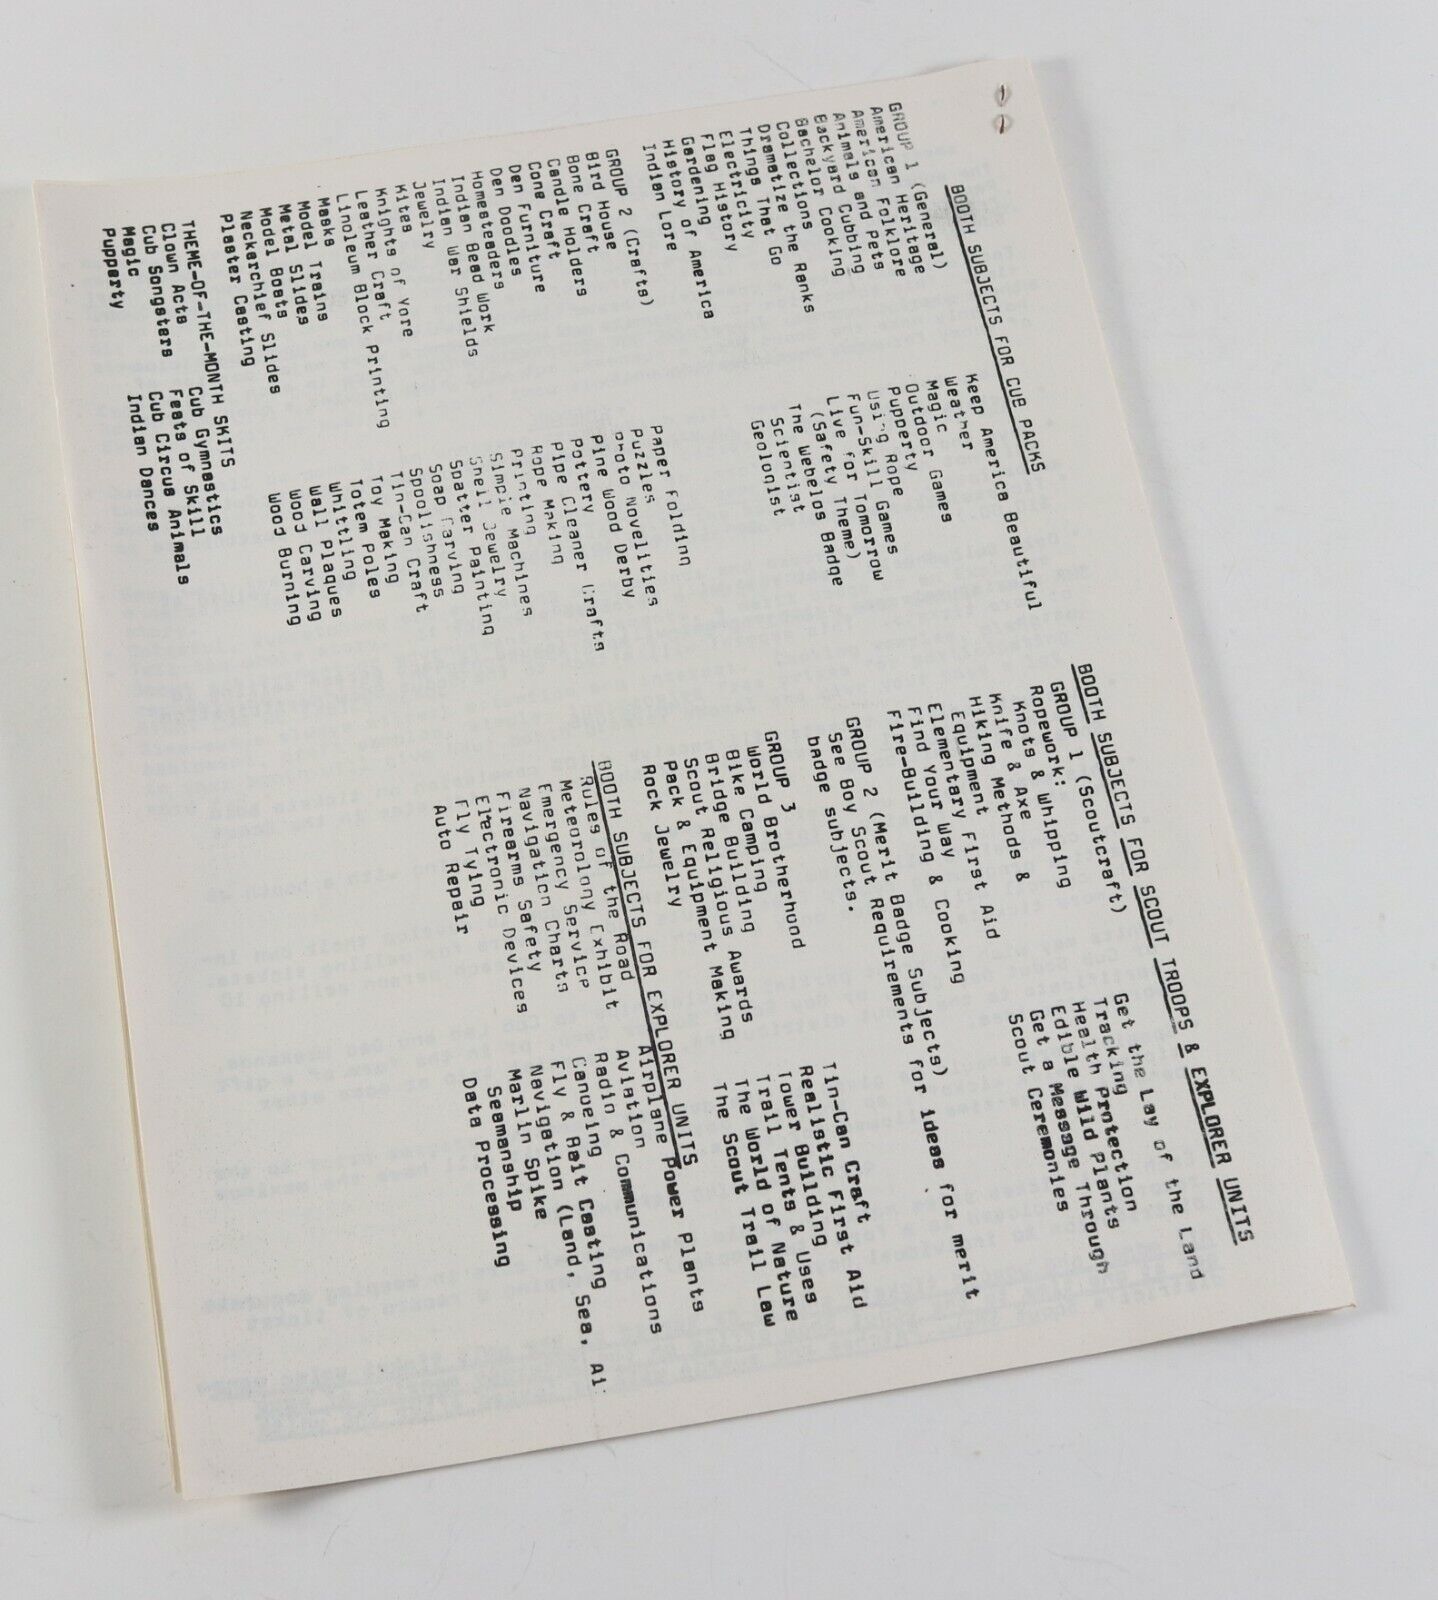 BOOTH SUBJECTS FOR CUB PACKS
GROUP 1 (General)
American Heritage
American Folklore
Animals and Pets
Backyard Cubbing
Bachelor Cooking
Collections
Dramatize the Ranks
Things That Go
Electricity
Flag History
Gardening
History Of America
Indian Lore
Keep America Beautiful
Weather
Magic
Outdoor Games
Pupperty
Using Rope
Fun-Skill Games
Live for Tomorrow
(Safety Theme)
The Webelos Badge
Scientist
Geologist
GROUP 2 (Crafts)
Bird House
Bone Craft
Candle Holders
Cone Craft
Den Furniture
Den Doodles
Homesteaders
Indian Bead Work
Indian War Shields
Jewelry
Kites
Knights of Yore
Leather Craft
Linoleum Block Printing
Masks
Model Trains
Metal Slides
Model Boats
Neckarchief Slides
Plaster Casting
Paper Folding
Puzzles
Photo Novelities
Pine Wood Derby
Pottery
Pipe Cleaner Crafts
Rope Making
Printing
Simple Machines
Snell Jewelry
Spatter Painting
Soap Carving
Spoolishness
Tin-Can Craft
Toy Making
Totem Poles
Whittling
Wall Plaques
Wood Carving
Wood Burning
THEME-OF-THE-MONTH SKITS
Clown Acts
Cub Songsters
Magic
Pupperty
Cub Gymnastics
Feats of Skill
Cub Circus Animals
Indian Dances
BOOTH SUBJECTS FOR SCOUT TROOPS & EXPLORER UNITS
GROUP 1 (Scoutcraft)
Ropework:
Knots & Whipping
Knife & Axe
Hiking Methods &
Equipment
Elementary First Aid
Find Your Way
Fire-Building & Cooking
Get the Lay of the Land
Tracking
Health Protection
Edible Wild Plants
Get a Message Through
Scout Ceremonies
GROUP 2 (Merit Badge Subjects)
See Boy Scout Requirements for ideas for merit
badge subjects.
GROUP 3
World Brotherhood
Bike Camping
Bridge Building
Scout Religious Awards
Pack & Equipment Making
Rock Jewelry
Tin-Can Craft
Realistic First Aid
Tower Building
Trail Tents & Uses
The World of Nature
The Scout Trail Law
BOOTH SUBJECTS FOR EXPLORER UNITS
Rules of the Road
Meteorolony Exhibit
Emergency Service
Navigation Charts
Firearms Safety
Electronic Devices
Fly Tying
Auto Repair
Airplane Power Plants
Aviation
Radio & Communications
Canueing
Fly & Bait Casting
Navigation (Land, Sea, Ai
Marlin Spike
Seamanship
Data Processing